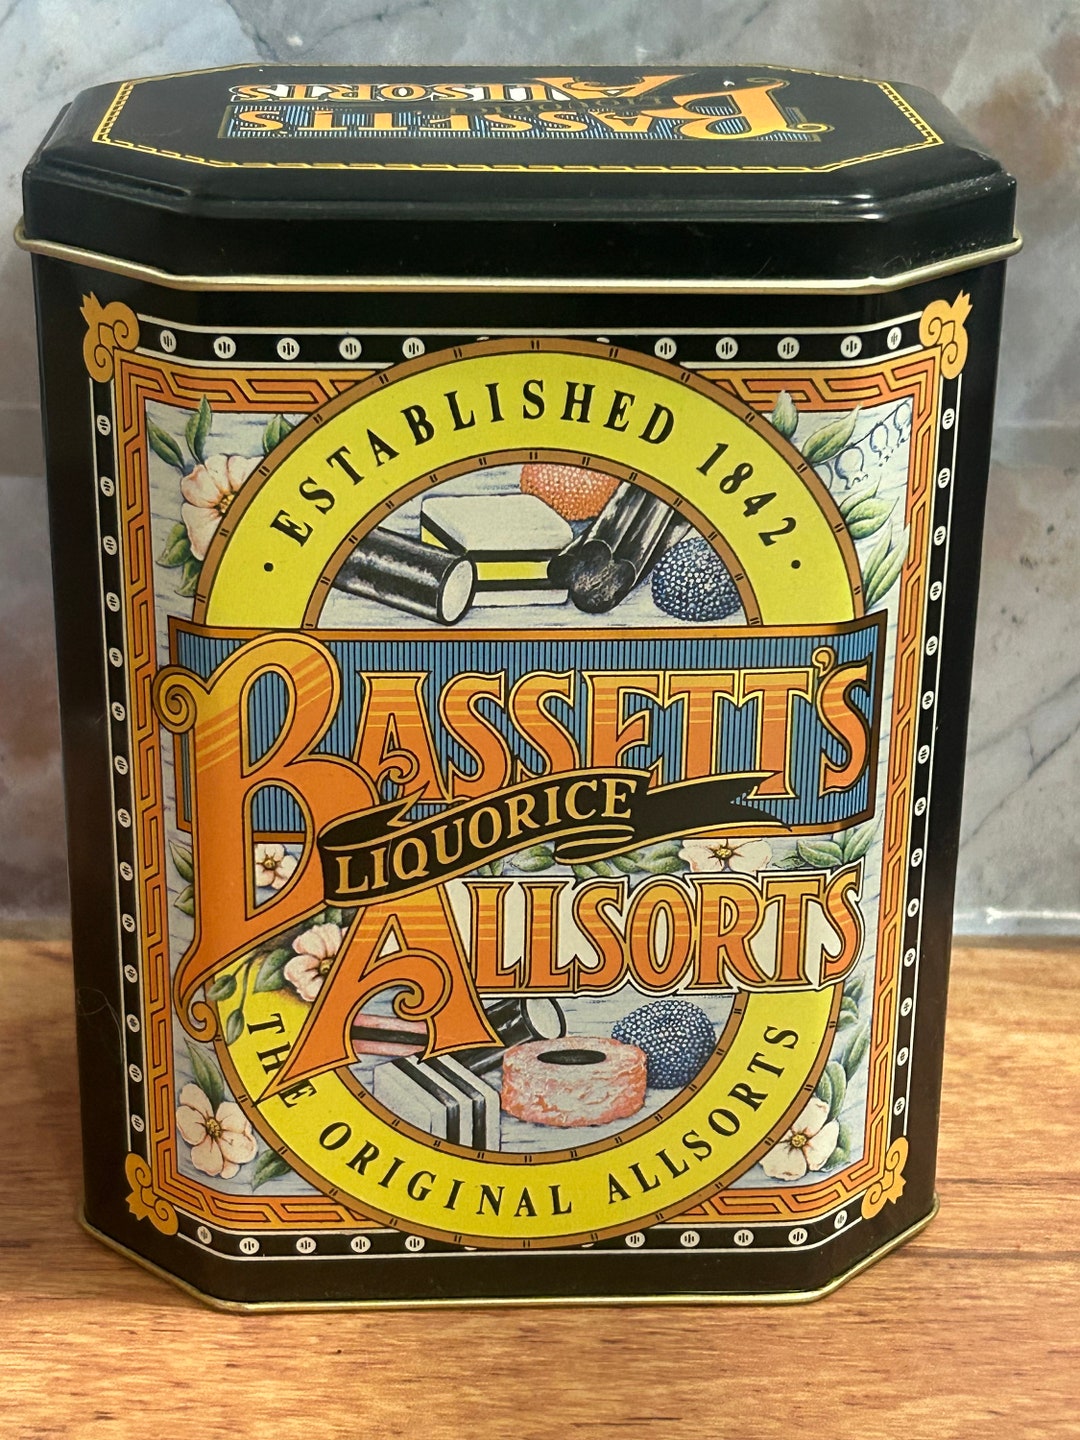 BASSETT'S
LIQUORICE
ALLSORTS
· ESTABLISHED 1842 ·
BASSETT'S
LIQUORICE
ALLSORTS
THE ORIGINAL ALLSORTS